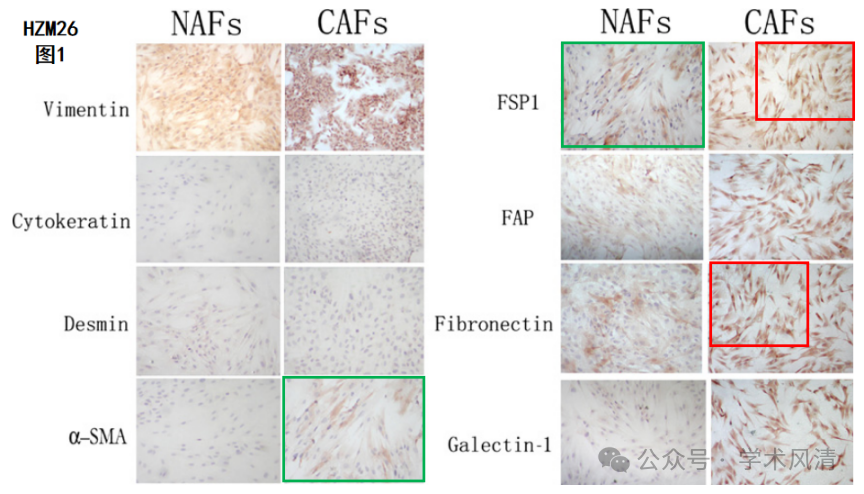 HZM26
图1
NAFs CAFs
Vimentin
Cytokeratin
Desmin
α-SMA
NAFs CAFs
FSP1
FAP
Fibronectin
Galectin-1
公众号 学术风清